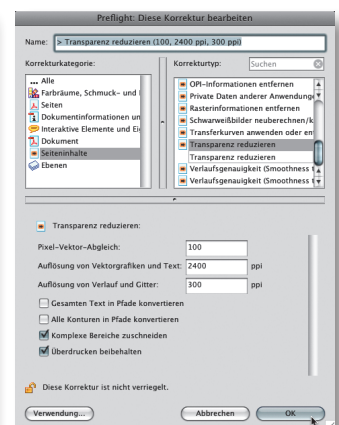 Preflight: Diese Korrektur bearbeiten
Name: > Transparenz reduzieren (100, 2400 ppi, 300 ppi)
Korrekturkategorie:
... Alle
Farbräume, Schmuck- und
Seiten
Dokumentinformationen un
Interaktive Elemente und Ei
Dokument
Seiteninhalte
Ebenen
Korrekturtyp:
Suchen
OPI-Informationen entfernen
Private Daten anderer Anwendung
Rasterinformationen entfernen
Schwarweißbilder neuberechnen/k
Transferkurven anwenden oder en
Transparenz reduzieren
Transparenz reduzieren
Verlaufsgenauigkeit (Smoothness
Verlaufsgenauigkeit (Smoothness
Transparenz reduzieren:
Pixel-Vektor-Abgleich: 100
Auflösung von Vektorgrafiken und Text: 2400 ppi
Auflösung von Verlauf und Gitter: 300 ppi
Gesamten Text in Pfade konvertieren
Alle Konturen in Pfade konvertieren
Komplexe Bereiche zuschneiden
Überdrucken beibehalten
Diese Korrektur ist nicht verriegelt.
Verwendung... Abbrechen OK